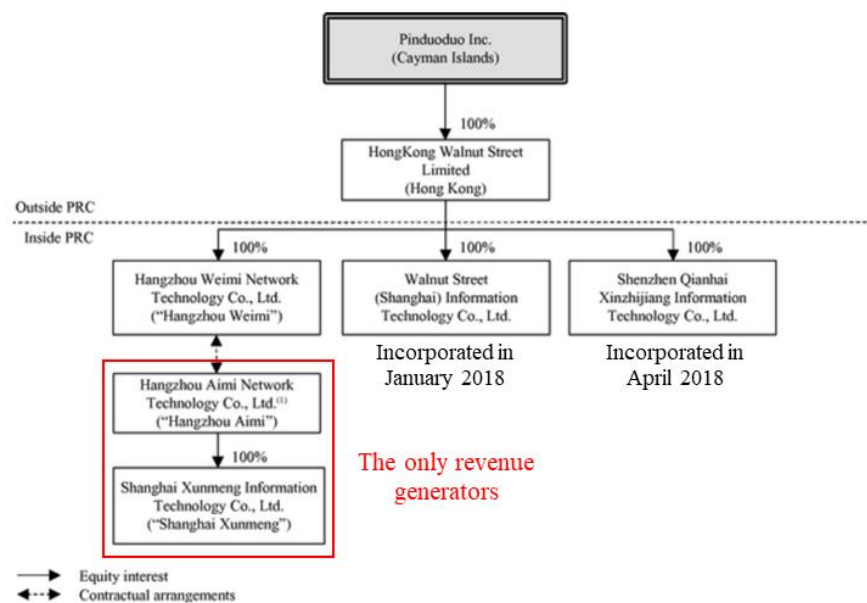 Pinduoduo Inc.
(Cayman Islands)
100%
HongKong Walnut Street
Limited
(Hong Kong)
Outside PRC
Inside PRC
100%
100%
100%
Hangzhou Weimi Network
Technology Co., Ltd.
("Hangzhou Weimi")
Walnut Street
(Shanghai) Information
Technology Co., Ltd.
Shenzhen Qianhai
Xinzhijiang Information
Technology Co., Ltd.
Incorporated in
January 2018
Incorporated in
April 2018
Hangzhou Aimi Network
Technology Co., Ltd.(1)
("Hangzhou Aimi")
100%
Shanghai Xunmeng Information
Technology Co., Ltd.
("Shanghai Xunmeng")
The only revenue
generators
Equity interest
Contractual arrangements